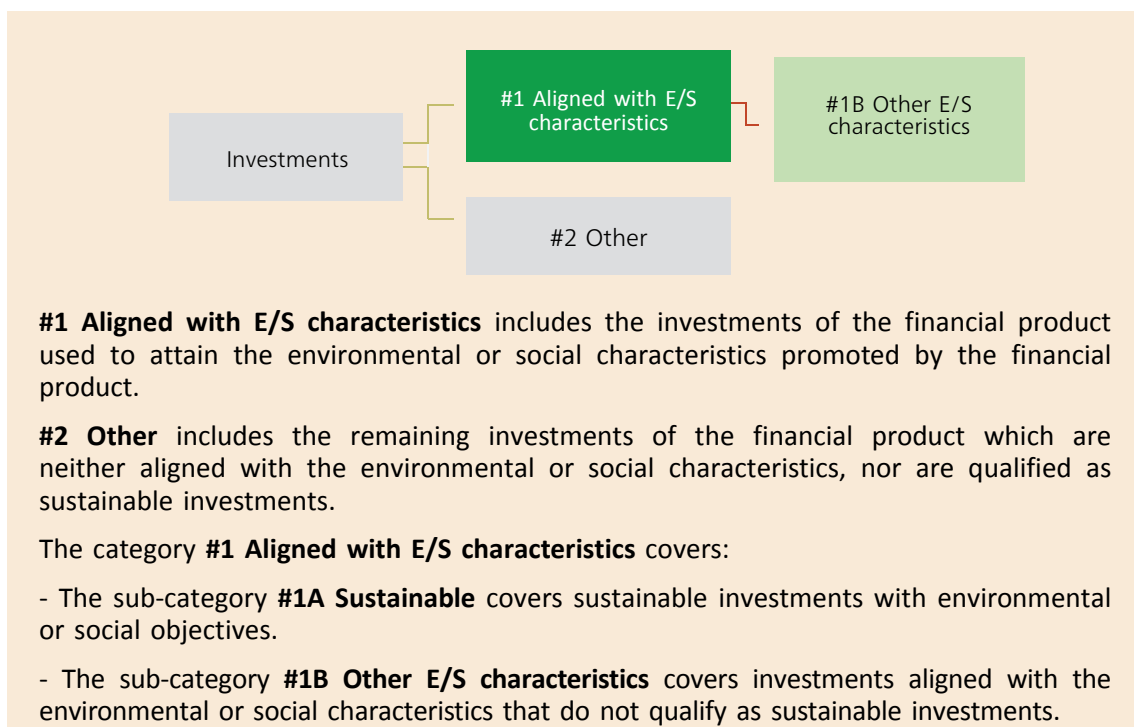 #1 Aligned with E/S
characteristics
#1B Other E/S
characteristics
Investments
#2 Other
#1 Aligned with E/S characteristics includes the investments of the financial product
used to attain the environmental or social characteristics promoted by the financial
product.
#2 Other includes the remaining investments of the financial product which are
neither aligned with the environmental or social characteristics, nor are qualified as
sustainable investments.
The category #1 Aligned with E/S characteristics covers:
- The sub-category #1A Sustainable covers sustainable investments with environmental
or social objectives.
- The sub-category #1B Other E/S characteristics covers investments aligned with the
environmental or social characteristics that do not qualify as sustainable investments.